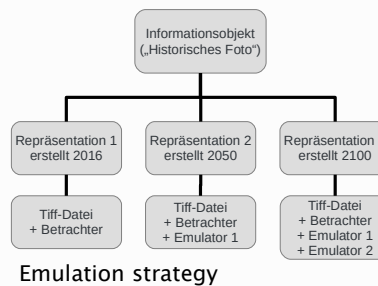 Informationsobjekt
(„Historisches Foto“)
Repräsentation 1
erstellt 2016
Repräsentation 2
erstellt 2050
Repräsentation
erstellt 2100
Tiff-Datei
+ Betrachter
Tiff-Datei
+ Betrachter
+ Emulator 1
Tiff-Datei
+ Betrachter
+ Emulator 1
+ Emulator 2
Emulation strategy